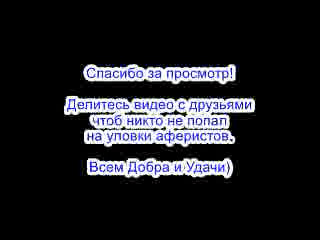 Спасибо за просмотр!
Делитесь видео с друзьями
чтоб никто не попал
на уловки аферистов.
Всем Добра и Удачи)